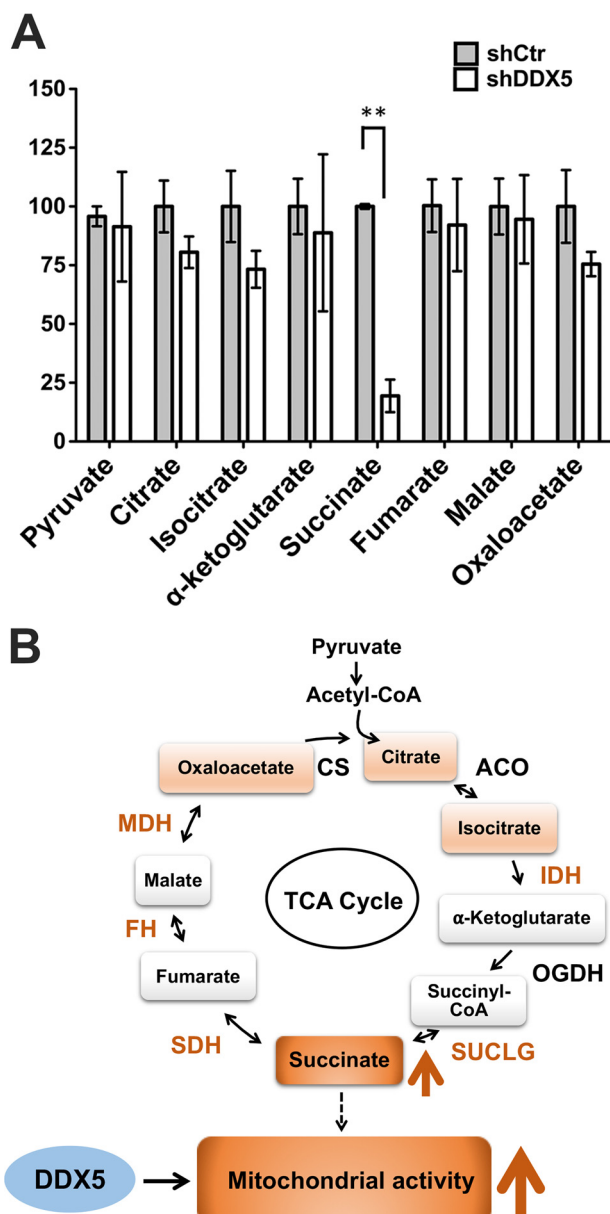 A
shCtr
shDDX5
150
125
100
75
50
25
0
**
Pyruvate
Citrate
Isocitrate
α-ketoglutarate
Succinate
Fumarate
Malate
Oxaloacetate
B
Pyruvate
Acetyl-CoA
Oxaloacetate
CS
Citrate
ACO
MDH
Isocitrate
Malate
TCA Cycle
IDH
FH
α-Ketoglutarate
Fumarate
OGDH
Succinyl-
CoA
SDH
Succinate
SUCLG
DDX5
Mitochondrial activity